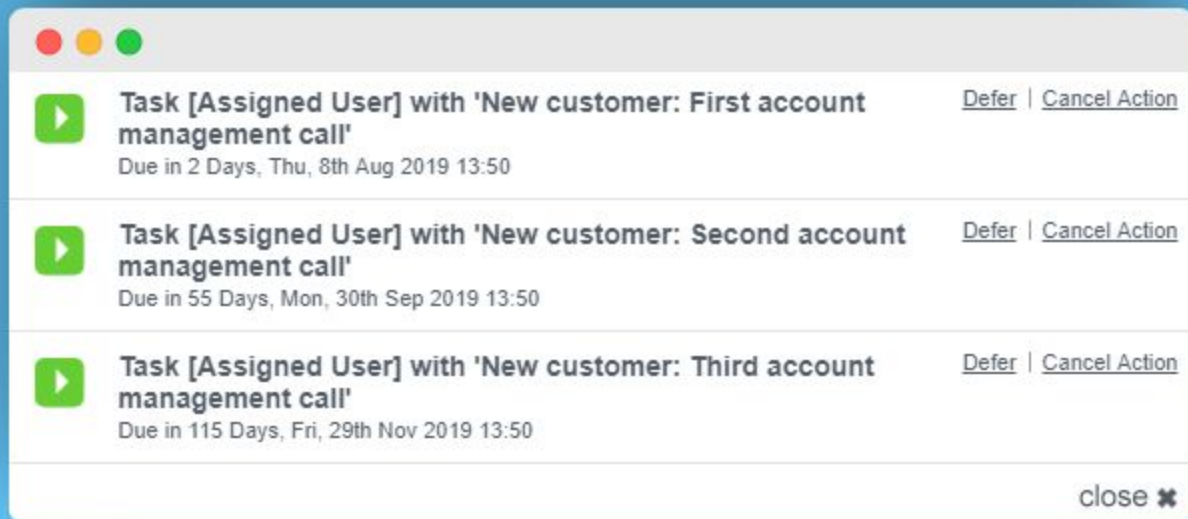 Task [Assigned User] with 'New customer: First account
management call'
Due in 2 Days, Thu, 8th Aug 2019 13:50
Defer | Cancel Action
Task [Assigned User] with 'New customer: Second account
management call'
Due in 55 Days, Mon, 30th Sep 2019 13:50
Defer | Cancel Action
Task [Assigned User] with 'New customer: Third account
management call'
Due in 115 Days, Fri, 29th Nov 2019 13:50
Defer | Cancel Action
close ✖